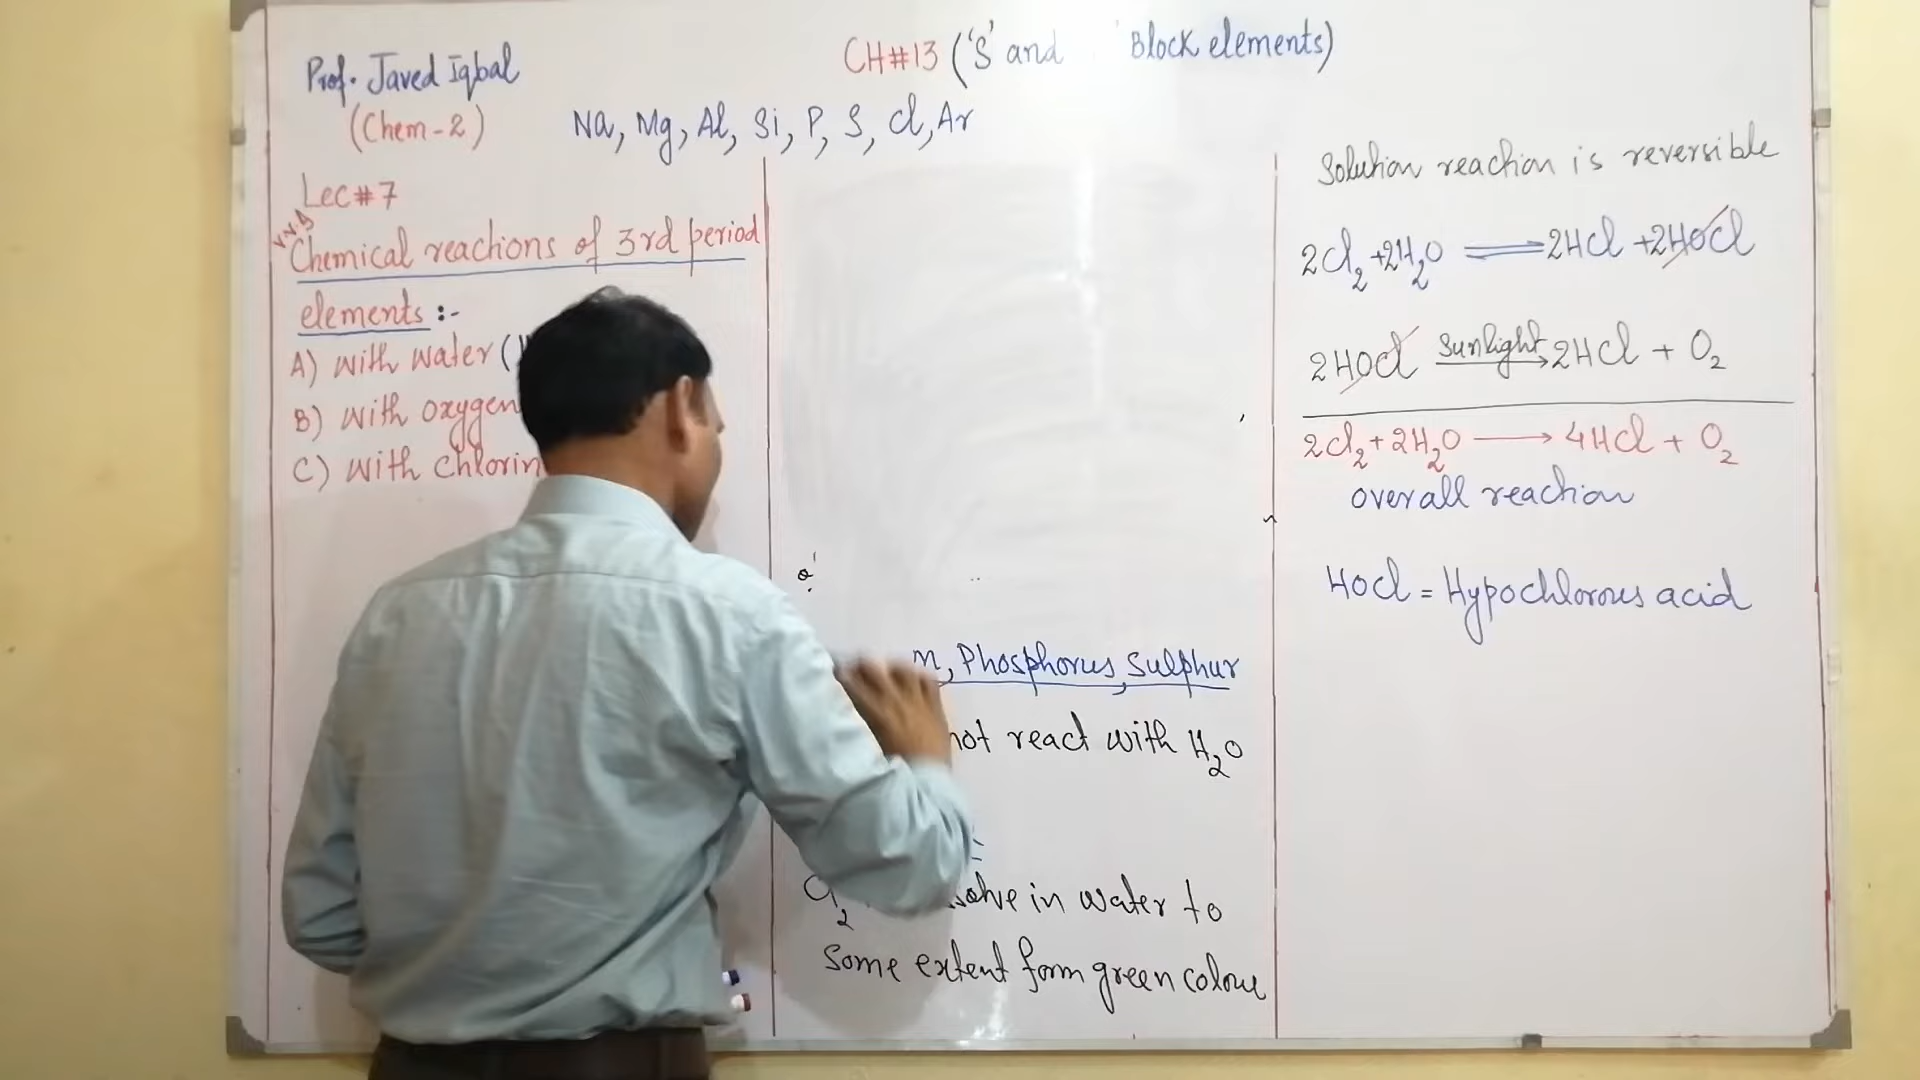 Prof. Javed Iqbal
(Chem-2)
CH#13 ('S' and ' Block elements)
Na, Mg, Al, Si, P, S, Cl, Ar
Lec#7
v.v.g
Chemical reactions of 3rd period
elements :-
A) with water (
B) with oxygen
C) with chlorin
n, Phosphorus, Sulphur
not react with H₂O
solve in water to
some extent form green colour
Solution reaction is reversible
2Cl₂+2H₂O ⇌ 2HCl +2HOCl
2HOCl Sunlight→ 2HCl + O₂
2Cl₂+2H₂O → 4HCl + O₂
overall reaction
HOCl = Hypochlorous acid